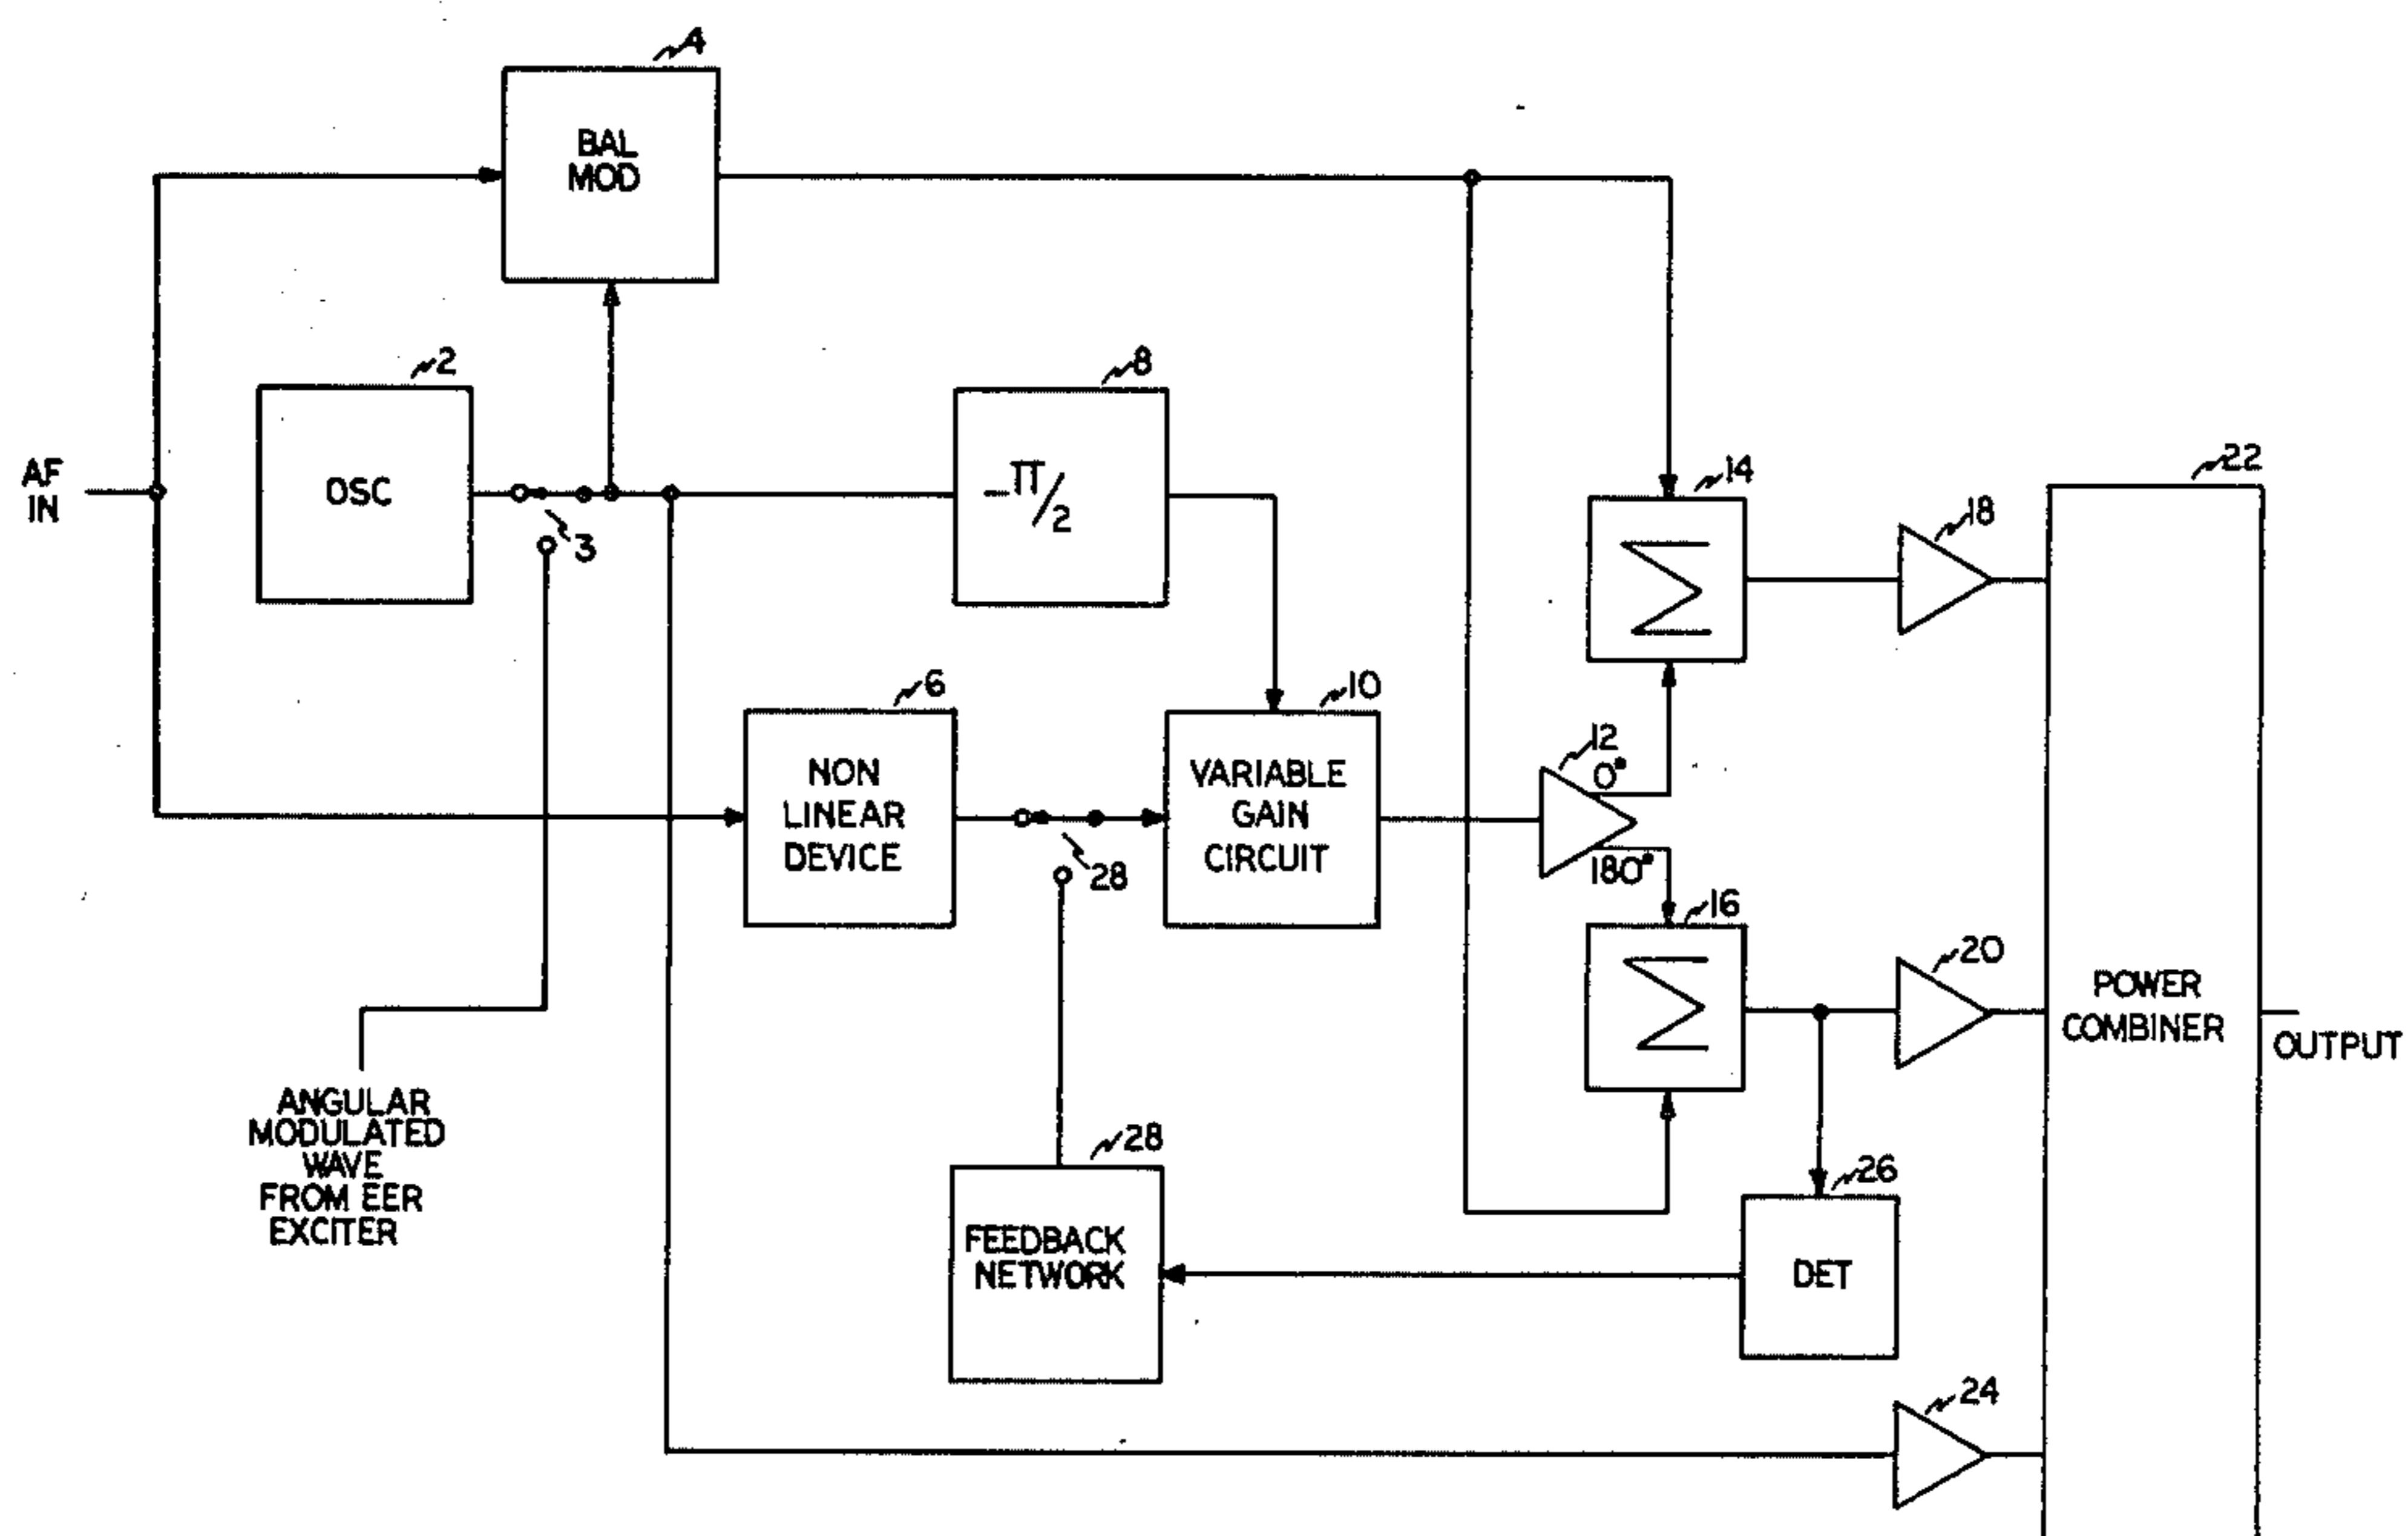 4
BAL
MOD
2
8
22
AF
IN
OSC
-π/2
14
18
3
Σ
6
10
12
0°
NON
LINEAR
DEVICE
VARIABLE
GAIN
CIRCUIT
28
180°
16
20
Σ
POWER
COMBINER
OUTPUT
ANGULAR
MODULATED
WAVE
FROM EER
EXCITER
28
26
FEEDBACK
NETWORK
DET
24